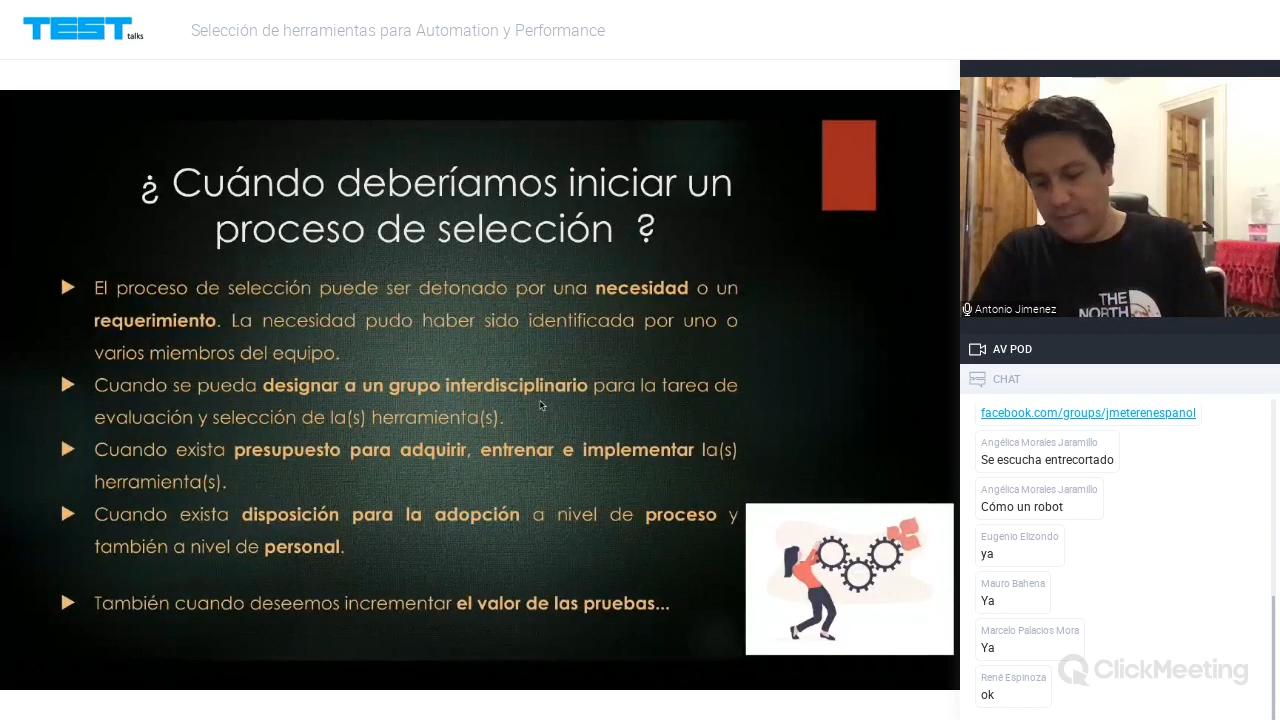 TEST
talks
Selección de herramientas para Automation y Performance
¿ Cuándo deberíamos iniciar un
proceso de selección ?
El proceso de selección puede ser detonado por una necesidad o un
requerimiento. La necesidad pudo haber sido identificada por uno o
varios miembros del equipo.
Cuando se pueda designar a un grupo interdisciplinario para la tarea de
evaluación y selección de la(s) herramienta(s).
Cuando exista presupuesto para adquirir, entrenar e implementar la(s)
herramienta(s).
Cuando exista disposición para la adopción a nivel de proceso y
también a nivel de personal.
También cuando deseemos incrementar el valor de las pruebas...
THE
NORTH
Antonio Jimenez
AV POD
CHAT
facebook.com/groups/jmeterenespanol
Angélica Morales Jaramillo
Se escucha entrecortado
Angélica Morales Jaramillo
Cómo un robot
Eugenio Elizondo
ya
Mauro Bahena
Ya
Marcelo Palacios Mora
Ya
René Espinoza
ok
ClickMeeting